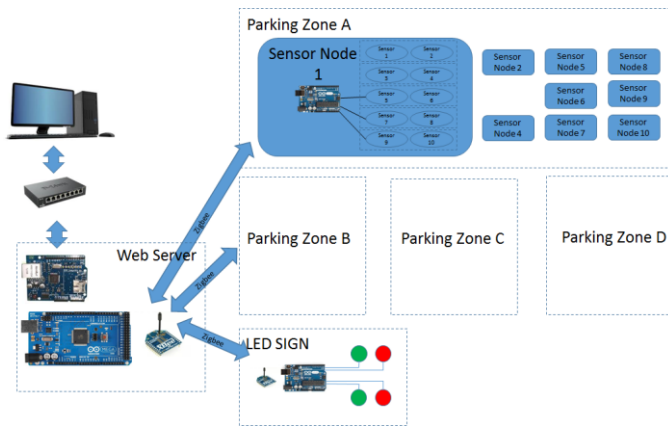 Parking Zone A
Sensor Node
1
Sensor
1
Sensor
2
Sensor
3
Sensor
4
Sensor
5
Sensor
6
Sensor
7
Sensor
8
Sensor
9
Sensor
10
Sensor
Node 2
Sensor
Node 5
Sensor
Node 8
Sensor
Node 6
Sensor
Node 9
Sensor
Node 4
Sensor
Node 7
Sensor
Node 10
Zigbee
Parking Zone B
Parking Zone C
Parking Zone D
Web Server
Zigbee
Zigbee
LED SIGN